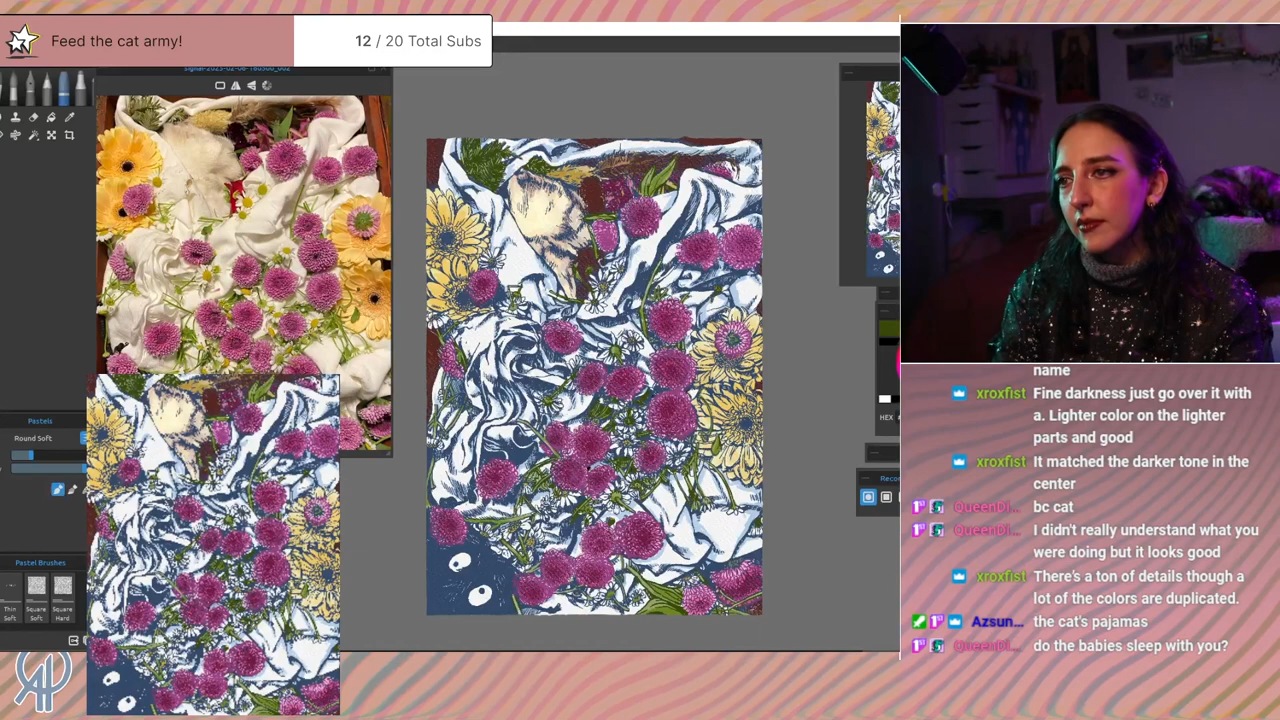 Feed the cat army!
12 / 20 Total Subs
Pastels
Round Soft
Pastel Brushes
Thin Soft
Square Soft
Square Hard
HEX
name
xroxfist Fine darkness just go over it with
a. Lighter color on the lighter
parts and good
xroxfist It matched the darker tone in the
center
QueenDi... bc cat
QueenDi... I didn't really understand what you
were doing but it looks good
xroxfist There's a ton of details though a
lot of the colors are duplicated.
Azsun... the cat's pajamas
QueenDi... do the babies sleep with you?